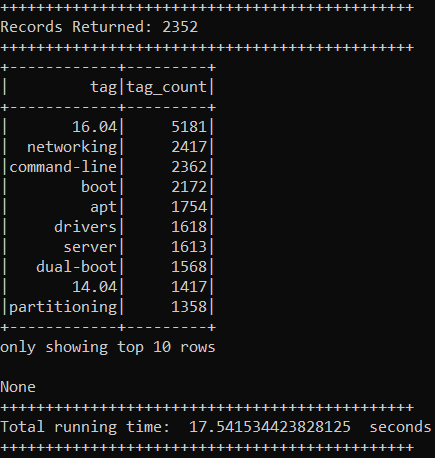 ++++++++++++++++++++++++++++++++++++++++++++++
Records Returned: 2352
++++++++++++++++++++++++++++++++++++++++++++++
+------------+---------+
|         tag|tag_count|
+------------+---------+
|       16.04|     5181|
|  networking|     2417|
|command-line|     2362|
|        boot|     2172|
|         apt|     1754|
|     drivers|     1618|
|      server|     1613|
|   dual-boot|     1568|
|       14.04|     1417|
|partitioning|     1358|
+------------+---------+
only showing top 10 rows

None
++++++++++++++++++++++++++++++++++++++++++++++
Total running time:  17.541534423828125  seconds
++++++++++++++++++++++++++++++++++++++++++++++